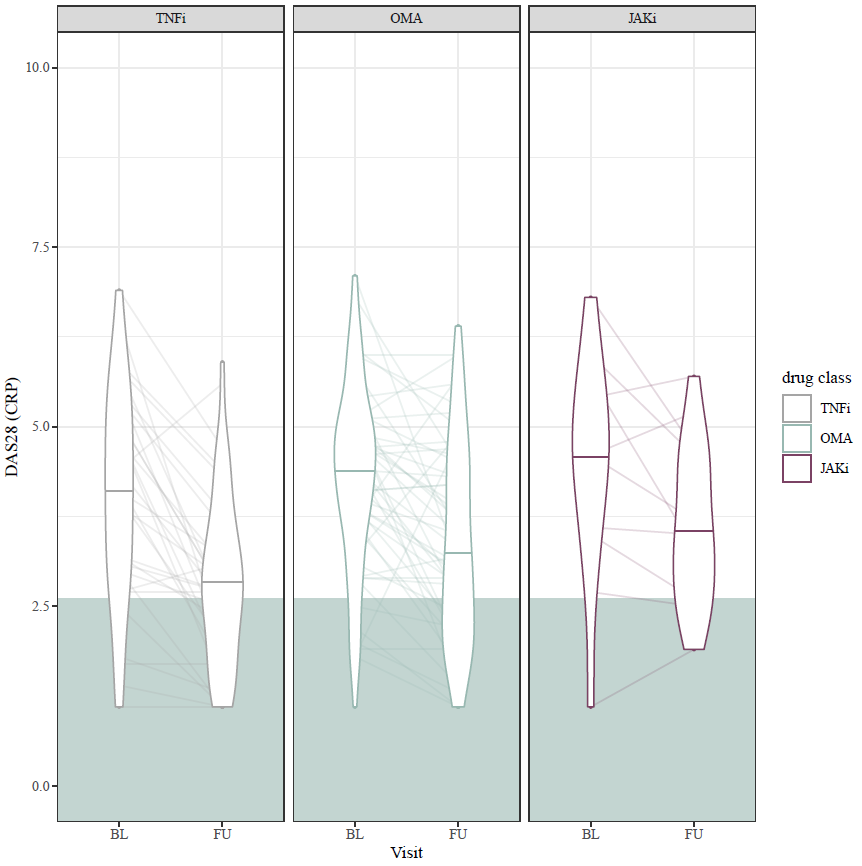 TNFi OMA JAKi
10.0
7.5
5.0
2.5
0.0
DAS28 (CRP)
BL FU BL FU BL FU
Visit
drug class
TNFi
OMA
JAKi